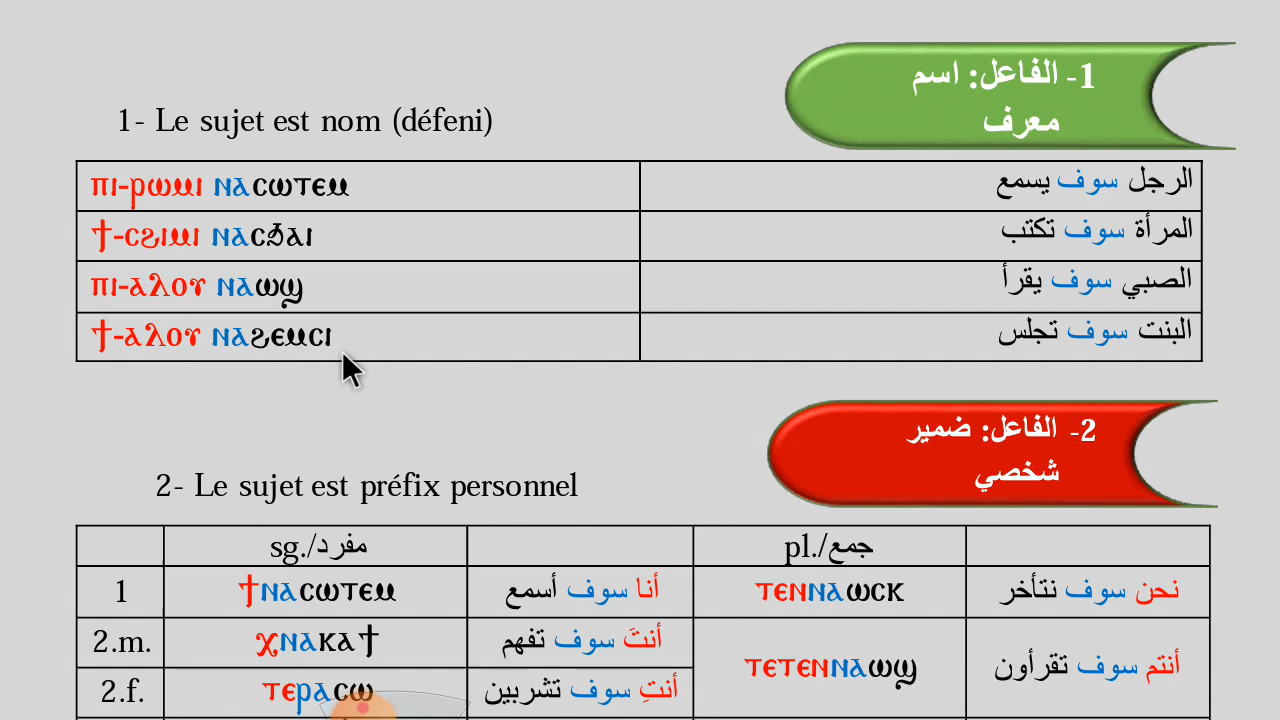 1- الفاعل: اسم
معرف
1- Le sujet est nom (défeni)
ⲡⲓ-ⲣⲱⲙⲓ ⲛⲁⲥⲱⲧⲉⲙ الرجل سوف يسمع
ϯ-ⲥϩⲓⲙⲓ ⲛⲁⲥϧⲁⲓ المرأة سوف تكتب
ⲡⲓ-ⲁⲗⲟⲩ ⲛⲁⲱϣ الصبي سوف يقرأ
ϯ-ⲁⲗⲟⲩ ⲛⲁϩⲉⲙⲥⲓ البنت سوف تجلس
2- الفاعل: ضمير
شخصي
2- Le sujet est préfix personnel
sg./مفرد pl./جمع
1 ϯⲛⲁⲥⲱⲧⲉⲙ أنا سوف أسمع ⲧⲉⲛⲛⲁⲱⲥⲕ نحن سوف نتأخر
2.m. ⲭⲛⲁⲕⲁϯ أنتَ سوف تفهم ⲧⲉⲧⲉⲛⲛⲁⲱϣ أنتم سوف تقرأون
2.f. ⲧⲉⲣⲁⲥⲱ أنتِ سوف تشربين